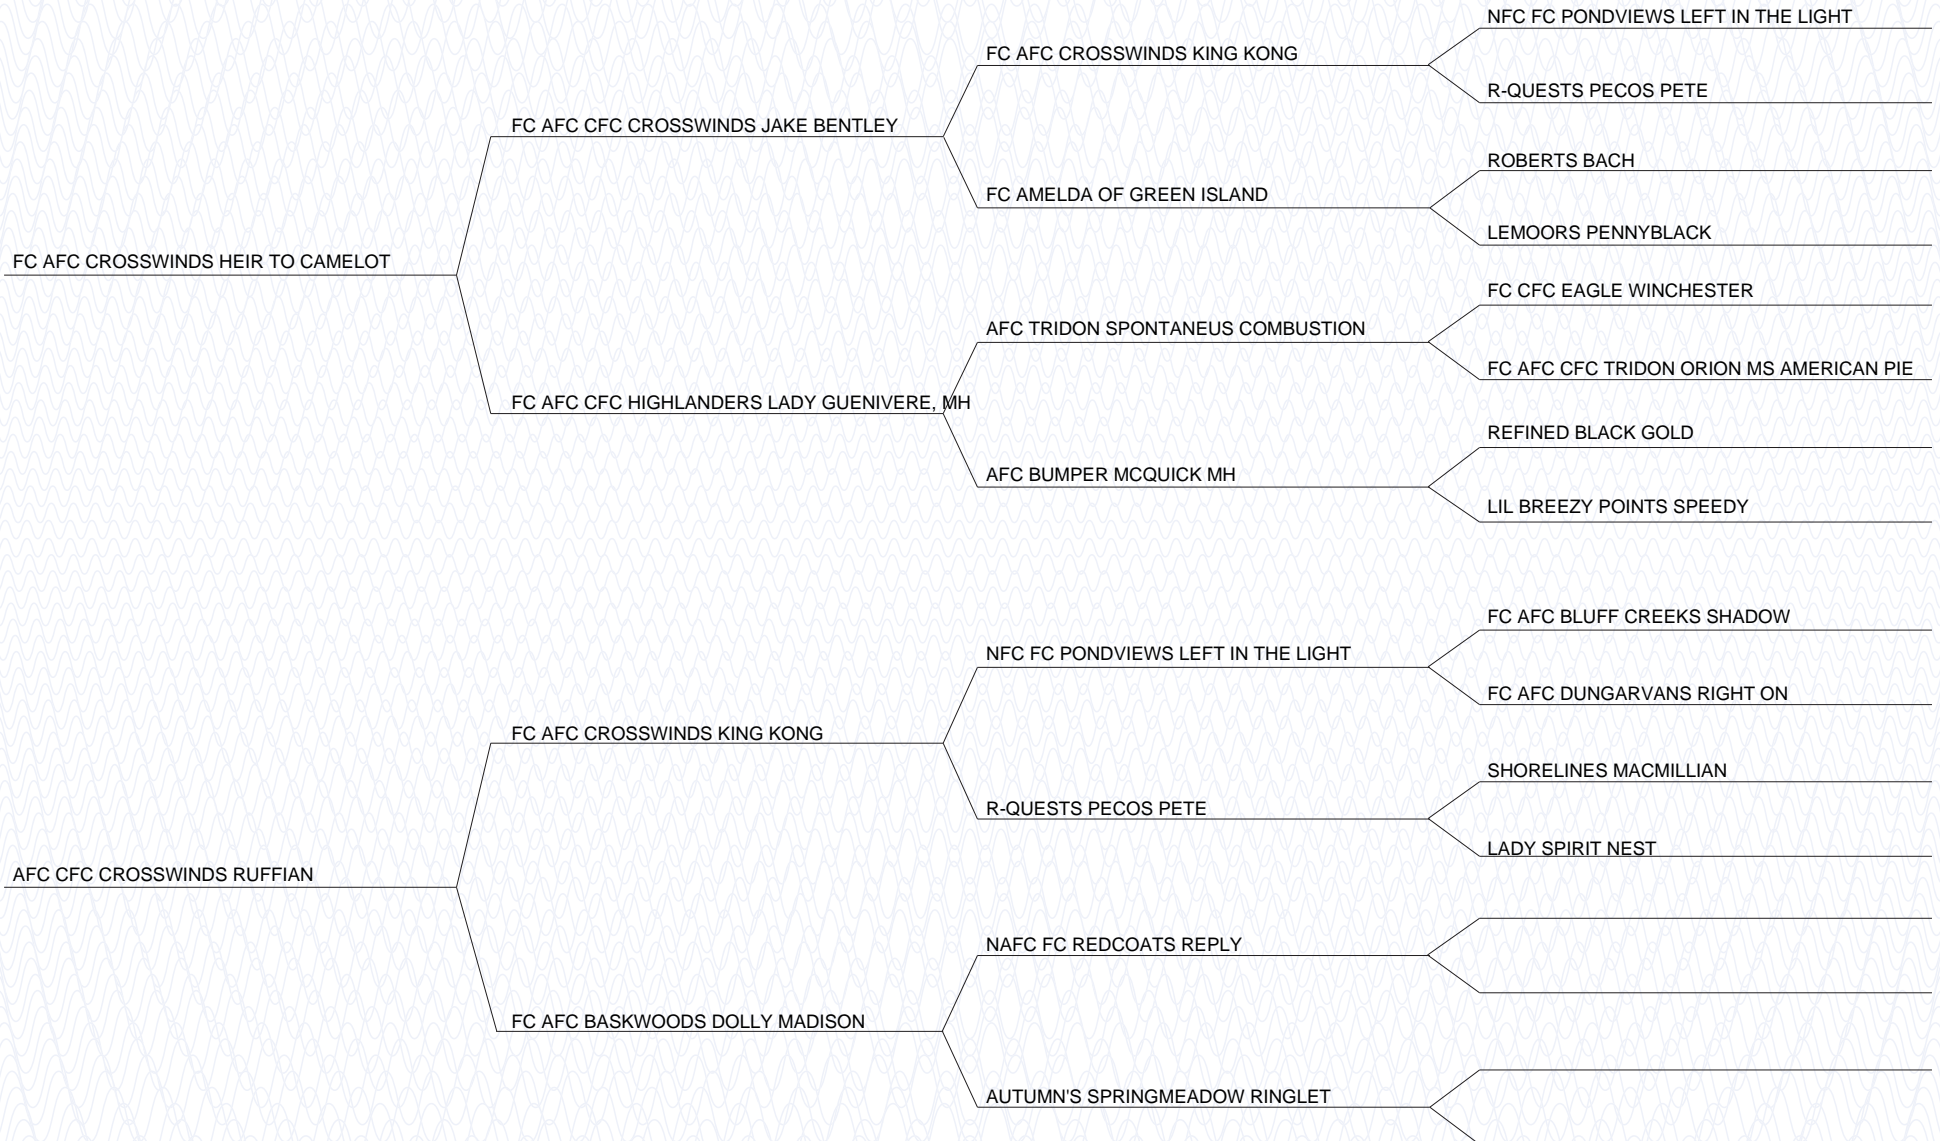 NFC FC PONDVIEWS LEFT IN THE LIGHT
FC AFC CROSSWINDS KING KONG
R-QUESTS PECOS PETE
FC AFC CFC CROSSWINDS JAKE BENTLEY
ROBERTS BACH
FC AMELDA OF GREEN ISLAND
LEMOORS PENNYBLACK
FC AFC CROSSWINDS HEIR TO CAMELOT
FC CFC EAGLE WINCHESTER
AFC TRIDON SPONTANEUS COMBUSTION
FC AFC CFC TRIDON ORION MS AMERICAN PIE
FC AFC CFC HIGHLANDERS LADY GUENIVERE, MH
REFINED BLACK GOLD
AFC BUMPER MCQUICK MH
LIL BREEZY POINTS SPEEDY
FC AFC BLUFF CREEKS SHADOW
NFC FC PONDVIEWS LEFT IN THE LIGHT
FC AFC DUNGARVANS RIGHT ON
FC AFC CROSSWINDS KING KONG
SHORELINES MACMILLIAN
R-QUESTS PECOS PETE
LADY SPIRIT NEST
AFC CFC CROSSWINDS RUFFIAN
NAFC FC REDCOATS REPLY
FC AFC BASKWOODS DOLLY MADISON
AUTUMN'S SPRINGMEADOW RINGLET